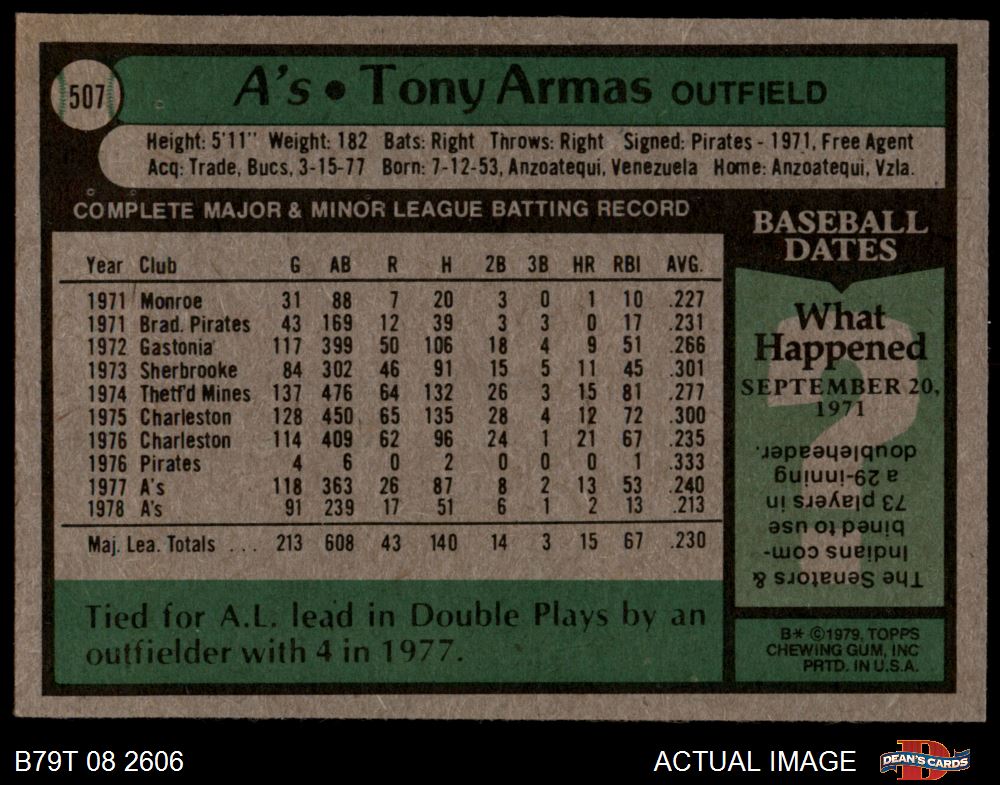 507
A's • Tony Armas OUTFIELD
Height: 5'11" Weight: 182 Bats: Right Throws: Right Signed: Pirates - 1971, Free Agent
Acq: Trade, Bucs, 3-15-77 Born: 7-12-53, Anzoatequi, Venezuela Home: Anzoatequi, Vzla.
COMPLETE MAJOR & MINOR LEAGUE BATTING RECORD
Year Club G AB R H 2B 3B HR RBI AVG.
1971 Monroe 31 88 7 20 3 0 1 10 .227
1971 Brad. Pirates 43 169 12 39 3 3 0 17 .231
1972 Gastonia 117 399 50 106 18 4 9 51 .266
1973 Sherbrooke 84 302 46 91 15 5 11 45 .301
1974 Thetf'd Mines 137 476 64 132 26 3 15 81 .277
1975 Charleston 128 450 65 135 28 4 12 72 .300
1976 Charleston 114 409 62 96 24 1 21 67 .235
1976 Pirates 4 6 0 2 0 0 0 1 .333
1977 A's 118 363 26 87 8 2 13 53 .240
1978 A's 91 239 17 51 6 1 2 13 .213
Maj. Lea. Totals ... 213 608 43 140 14 3 15 67 .230
Tied for A.L. lead in Double Plays by an
outfielder with 4 in 1977.
BASEBALL
DATES
What
Happened
SEPTEMBER 20,
1971
?
The Senators &
Indians com-
bined to use
73 players in
a 29-inning
doubleheader.
B* ©1979, TOPPS
CHEWING GUM, INC
PRTD. IN U.S.A.
B79T 08 2606
ACTUAL IMAGE
D
DEAN'S CARDS